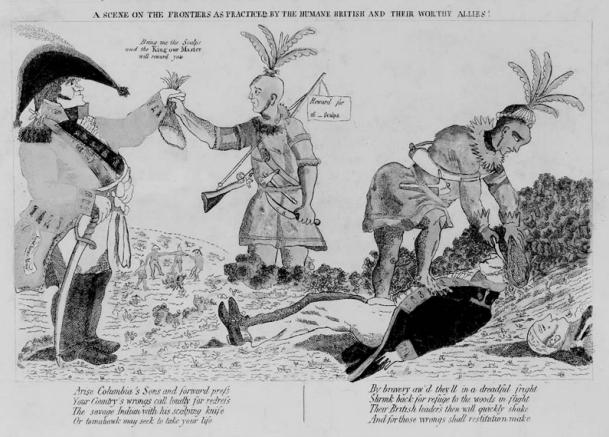 A SCENE ON THE FRONTIERS AS PRACTICED BY THE HUMANE BRITISH AND THEIR WORTHY ALLIES!
Bring me the Scalps
and the King our Master
will reward you
Reward for
16 Scalps
Arise Columbia's Sons and forward press
Your Country's wrongs call loudly for redress
The savage Indian with his scalping knife
Or tomahawk may seek to take your life
By bravery aw'd they'll in a dreadful fright
Shrink back for refuge to the woods in flight
Their British leaders then will quickly shake
And for those wrongs shall restitution make